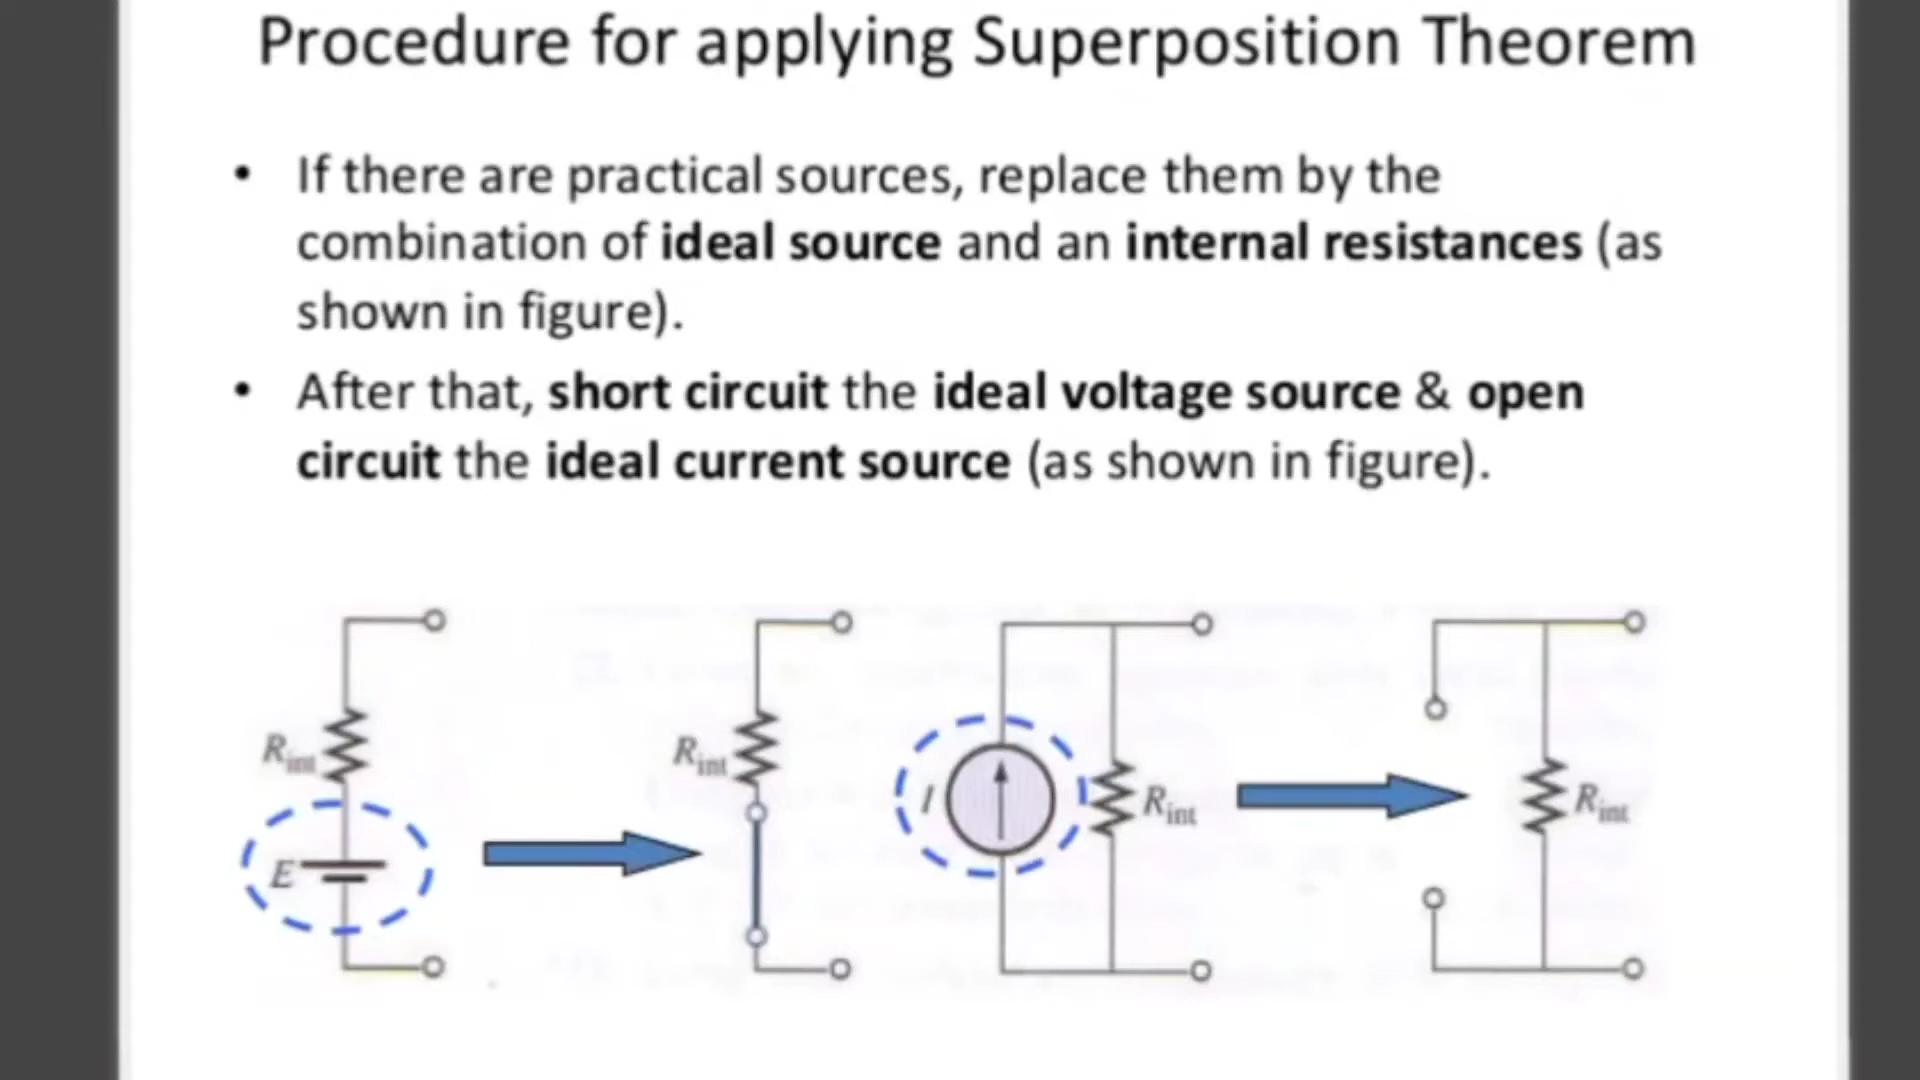 Procedure for applying Superposition Theorem
• If there are practical sources, replace them by the
combination of ideal source and an internal resistances (as
shown in figure).
• After that, short circuit the ideal voltage source & open
circuit the ideal current source (as shown in figure).
Rint
E
Rint
I
Rint
Rint